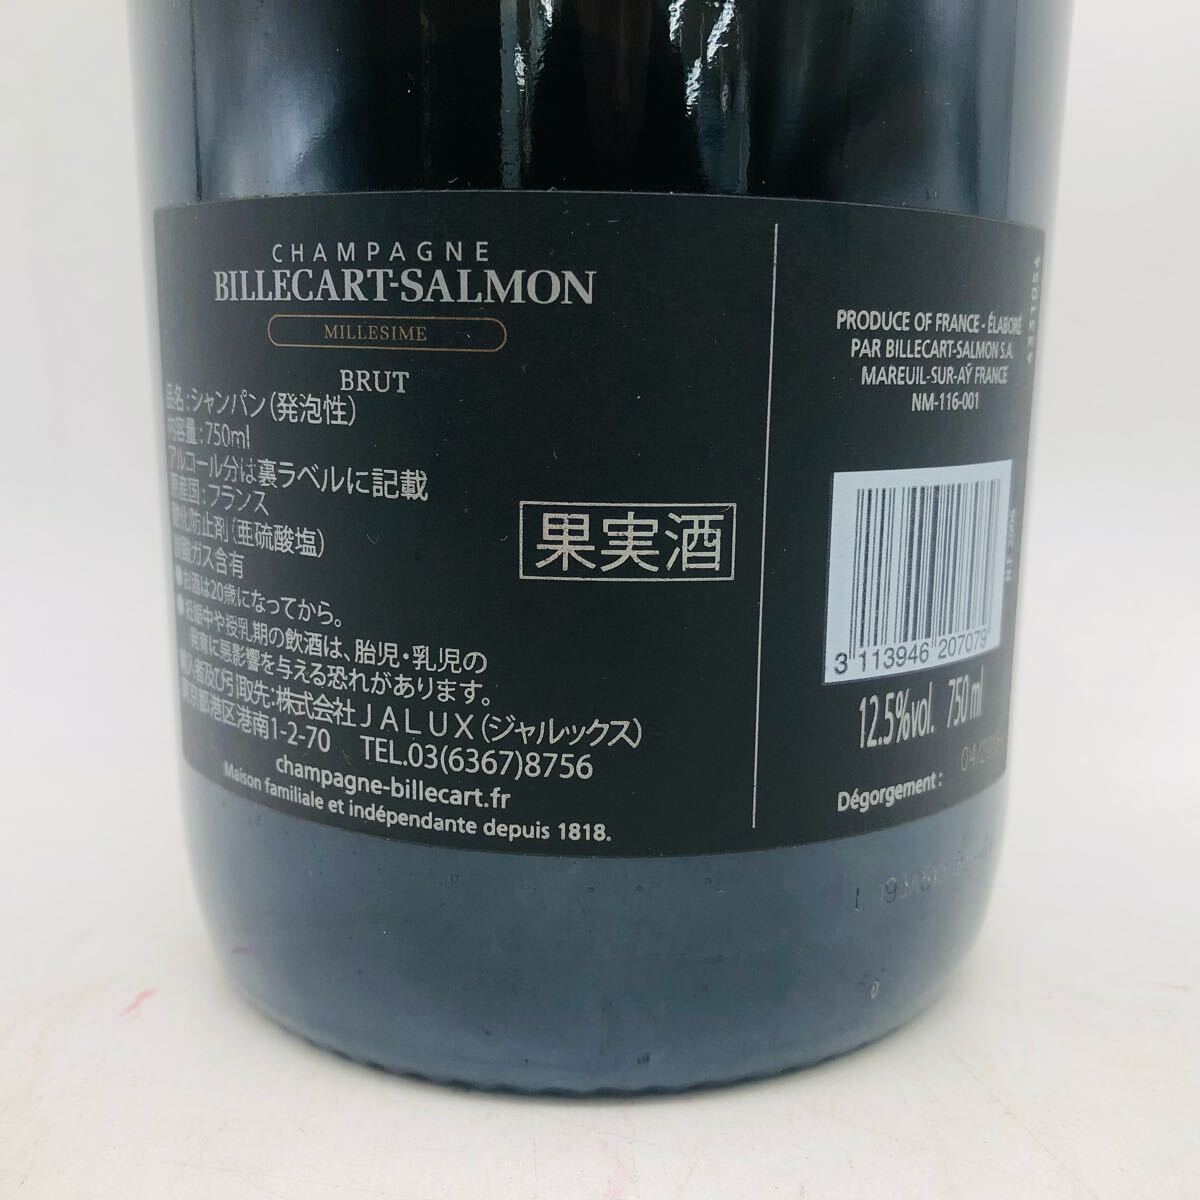 CHAMPAGNE
BILLECART-SALMON
MILLESIME
BRUT
品名:シャンパン(発泡性)
内容量:750ml
アルコール分は裏ラベルに記載
原産国:フランス
酸化防止剤(亜硫酸塩)
炭酸ガス含有
●お酒は20歳になってから。
●妊娠中や授乳期の飲酒は、胎児・乳児の
発育に悪影響を与える恐れがあります。
輸入者及び引取先:株式会社JALUX(ジャルックス)
東京都港区港南1-2-70 TEL.03(6367)8756
champagne-billecart.fr
Maison familiale et indépendante depuis 1818.
果実酒
PRODUCE OF FRANCE - ÉLABORÉ
PAR BILLECART-SALMON S.A.
MAREUIL-SUR-AŸ FRANCE
NM-116-001
4331054
3 113946 207079
12.5%vol. 750 ml
Dégorgement :